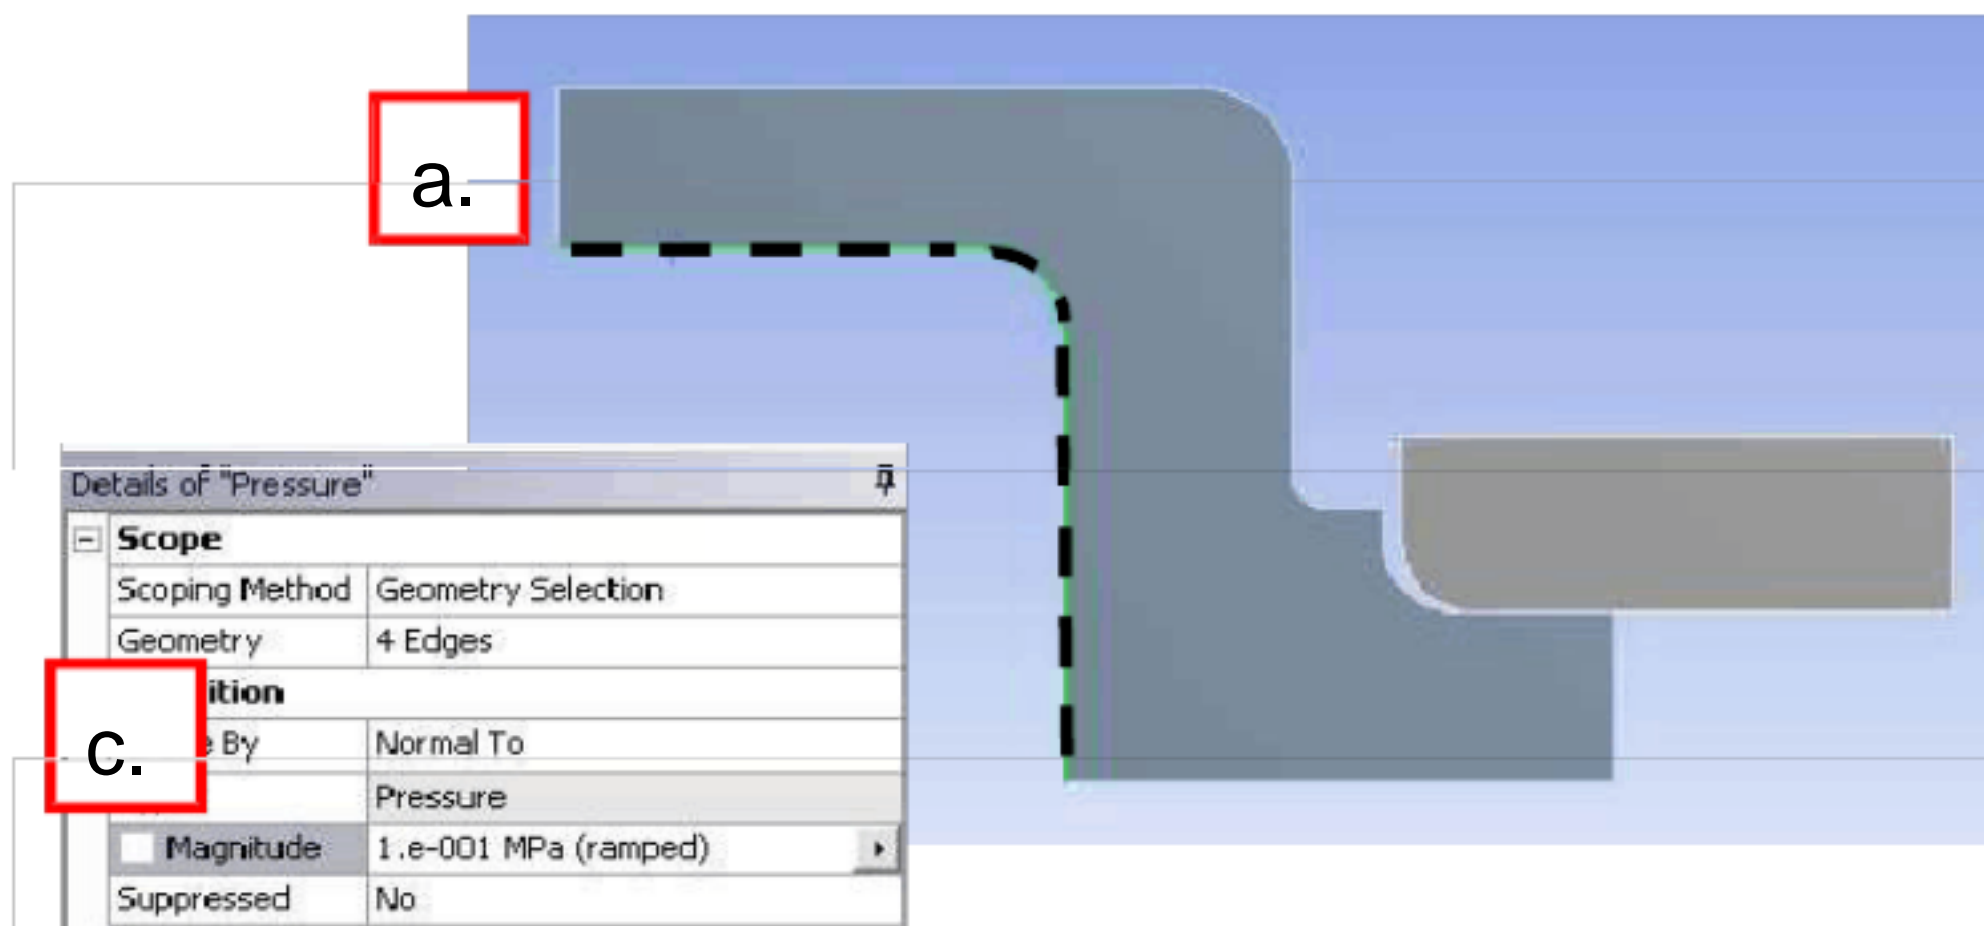 a.
Details of "Pressure"
Scope
Scoping Method Geometry Selection
Geometry 4 Edges
ition
c.
e By Normal To
Pressure
Magnitude 1.e-001 MPa (ramped)
Suppressed No